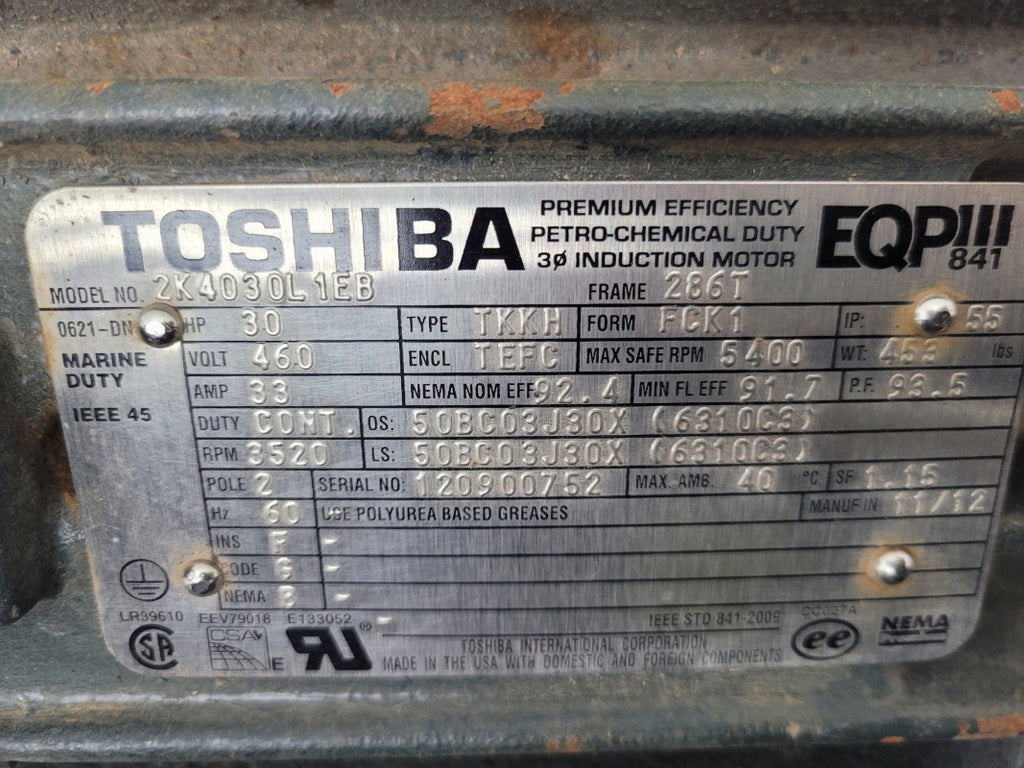 TOSHIBA PREMIUM EFFICIENCY PETRO-CHEMICAL DUTY 3ø INDUCTION MOTOR EQPIII 841
MODEL NO. 2K4030L1EB FRAME 286T
0621-DN HP 30 TYPE TKKH FORM FCK1 IP: 55
MARINE DUTY VOLT 460 ENCL TEFC MAX SAFE RPM 5400 WT: 453 lbs
AMP 33 NEMA NOM EFF. 92.4 MIN FL EFF 91.7 P.F. 93.5
IEEE 45 DUTY CONT. OS: 50BC03J30X (6310C3)
RPM 3520 LS: 50BC03J30X (6310C3)
POLE 2 SERIAL NO: 120900752 MAX. AMB. 40 °C SF 1.15
Hz 60 USE POLYUREA BASED GREASES MANUF IN 11/12
INS F -
CODE G -
NEMA B -
LR39610 EEV79018 E133052 - IEEE STD 841-2009 CC027A
SA CSA E RU ® TOSHIBA INTERNATIONAL CORPORATION ee NEMA
MADE IN THE USA WITH DOMESTIC AND FOREIGN COMPONENTS